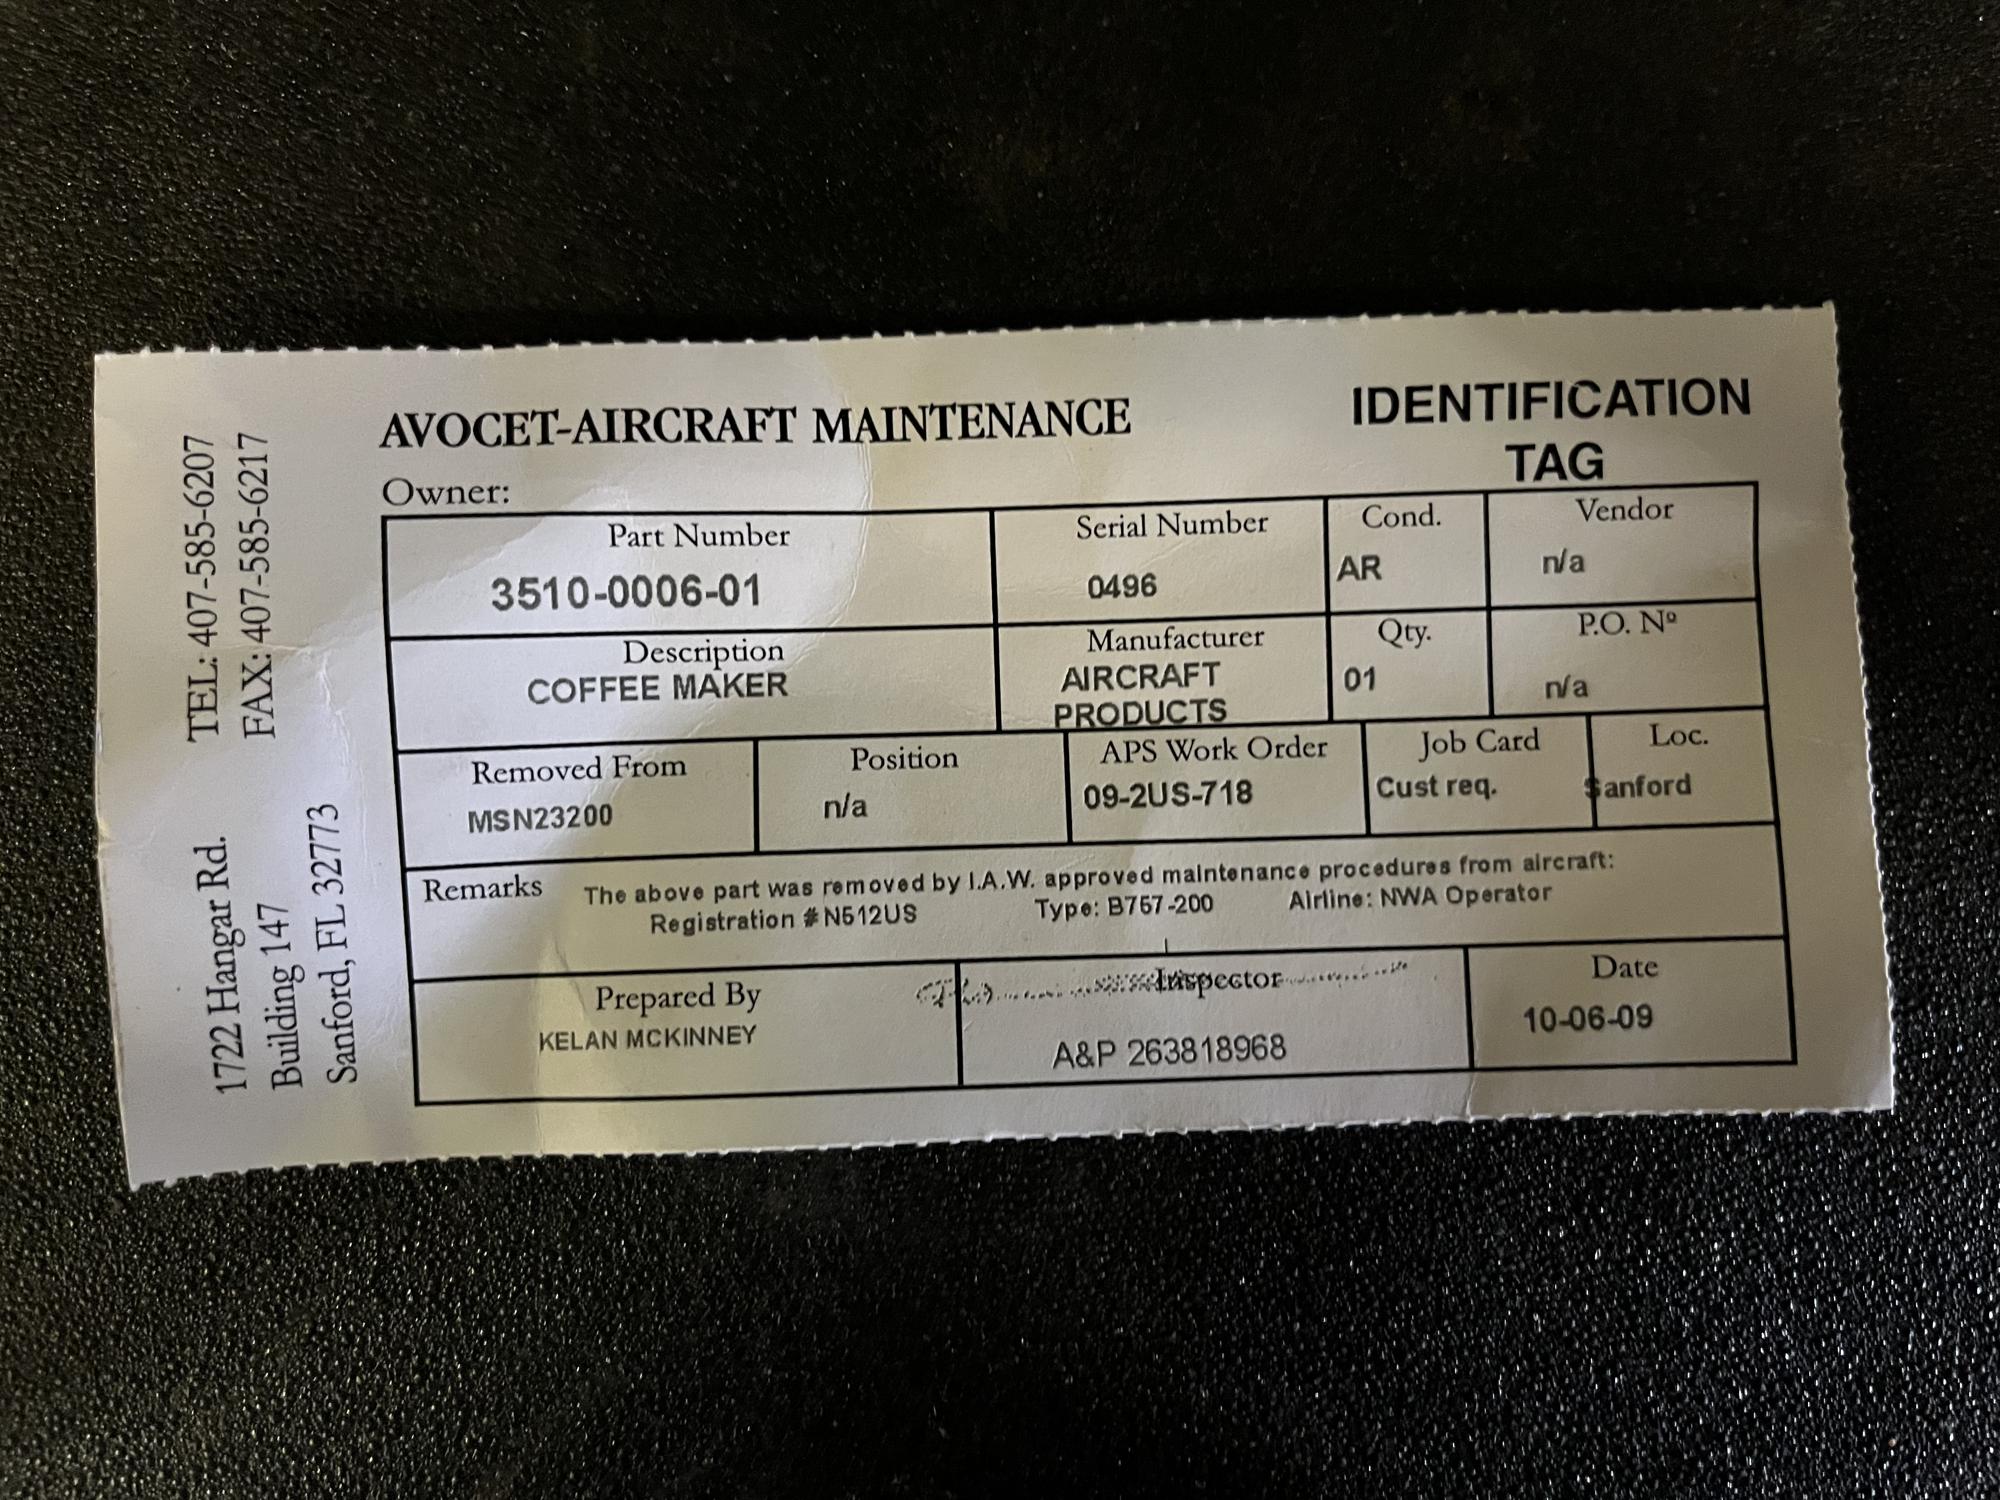 AVOCET-AIRCRAFT MAINTENANCE
IDENTIFICATION
TAG
Owner:
Part Number
3510-0006-01
Serial Number
0496
Cond.
AR
Vendor
n/a
Description
COFFEE MAKER
Manufacturer
AIRCRAFT
PRODUCTS
Qty.
01
P.O. Nº
n/a
Removed From
MSN23200
Position
n/a
APS Work Order
09-2US-718
Job Card
Cust req.
Loc.
Sanford
Remarks
The above part was removed by I.A.W. approved maintenance procedures from aircraft:
Registration # N512US Type: B757-200 Airline: NWA Operator
Prepared By
KELAN MCKINNEY
Inspector
A&P 263818968
Date
10-06-09
TEL: 407-585-6207
FAX: 407-585-6217
1722 Hangar Rd.
Building 147
Sanford, FL 32773